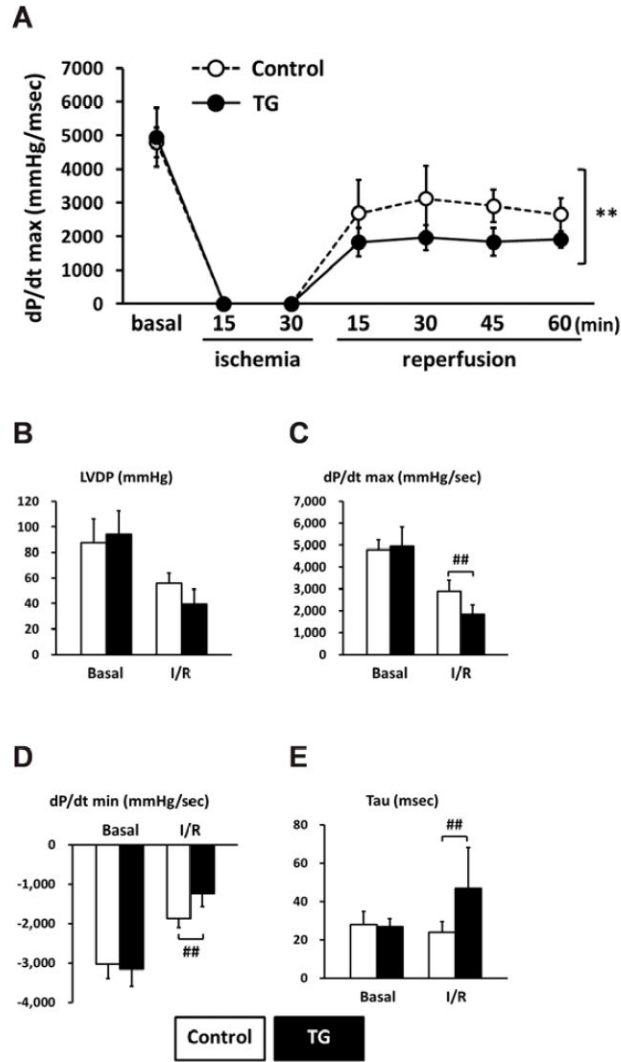 A
dP/dt max (mmHg/msec)
7000
6000
5000
4000
3000
2000
1000
0
Control
TG
**
basal 15 30 15 30 45 60 (min)
ischemia reperfusion
B
LVDP (mmHg)
120
100
80
60
40
20
0
Basal I/R
C
dP/dt max (mmHg/sec)
7,000
6,000
5,000
4,000
3,000
2,000
1,000
0
##
Basal I/R
D
dP/dt min (mmHg/sec)
Basal I/R
0
-1,000
-2,000
-3,000
-4,000
##
E
Tau (msec)
80
60
40
20
0
##
Basal I/R
Control TG